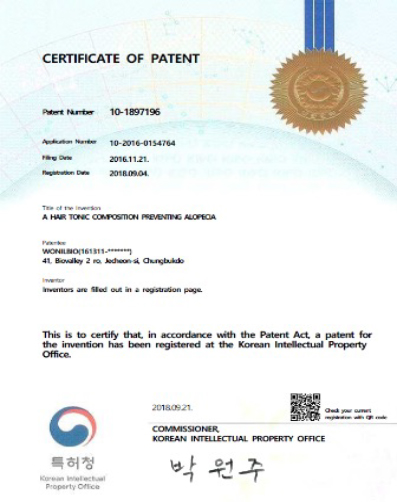 CERTIFICATE OF PATENT
Patent Number 10-1897196
Application Number 10-2016-0154764
Filing Date 2016.11.21.
Registration Date 2018.09.04.
Title of the Invention
A HAIR TONIC COMPOSITION PREVENTING ALOPECIA
Patentee
WONILBIO(161311-*******)
41, Biovalley 2 ro, Jecheon-si, Chungbukdo
Inventor
Inventors are filled out in a registration page.
This is to certify that, in accordance with the Patent Act, a patent for
the invention has been registered at the Korean Intellectual Property
Office.
2018.09.21.
Check your current
registration with QR code
COMMISSIONER,
KOREAN INTELLECTUAL PROPERTY OFFICE
박원주
특허청
Korean Intellectual
Property Office